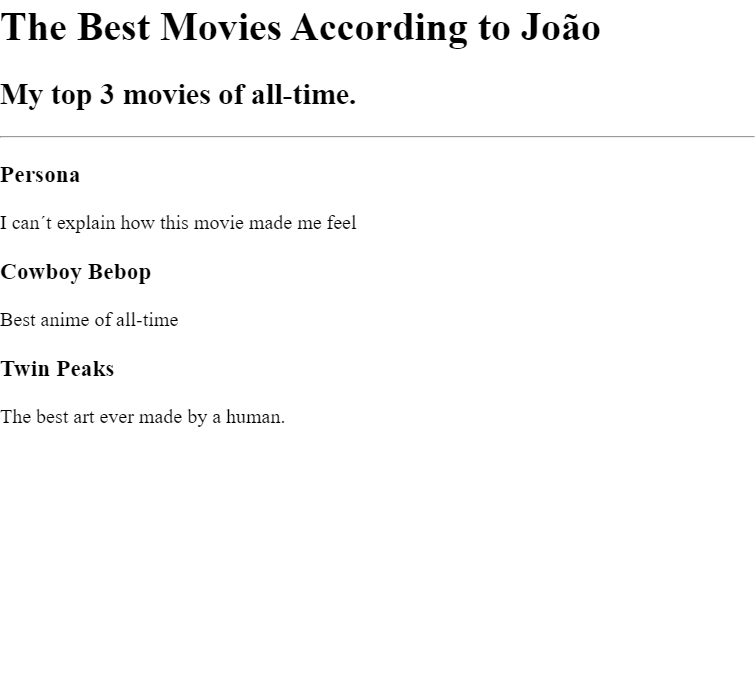 The Best Movies According to João
My top 3 movies of all-time.
Persona
I can´t explain how this movie made me feel
Cowboy Bebop
Best anime of all-time
Twin Peaks
The best art ever made by a human.